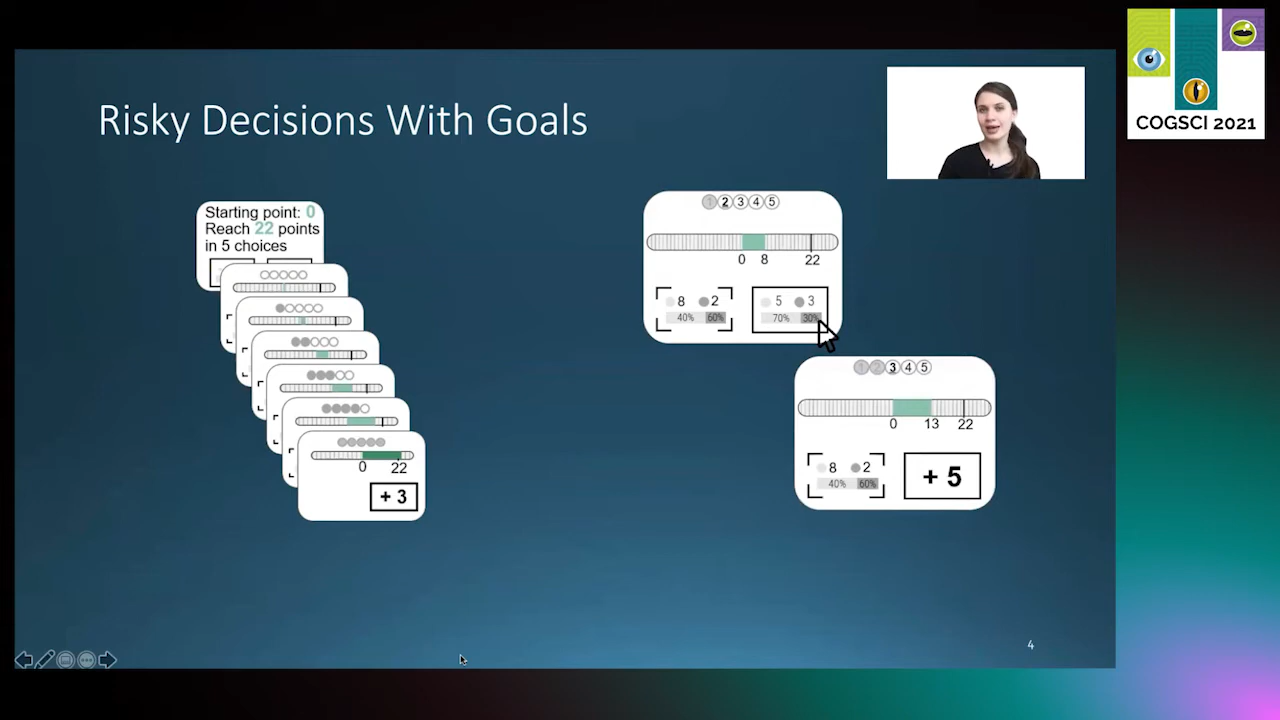 COGSCI 2021
Risky Decisions With Goals
Starting point: 0
Reach 22 points
in 5 choices
0 22
+ 3
1 2 3 4 5
0 8 22
8 2
40% 60%
5 3
70% 30%
1 2 3 4 5
0 13 22
8 2
40% 60%
+ 5
4